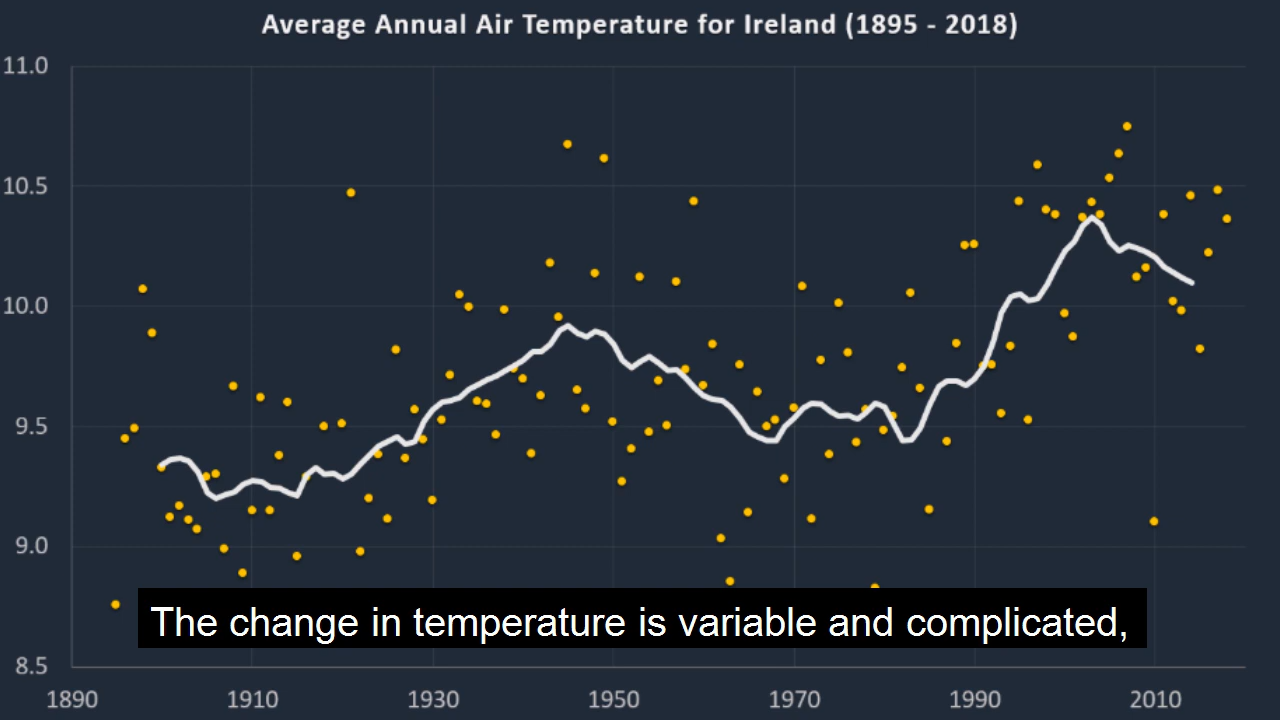 Average Annual Air Temperature for Ireland (1895 - 2018)
11.0
10.5
10.0
9.5
9.0
8.5
The change in temperature is variable and complicated,
1890 1910 1930 1950 1970 1990 2010